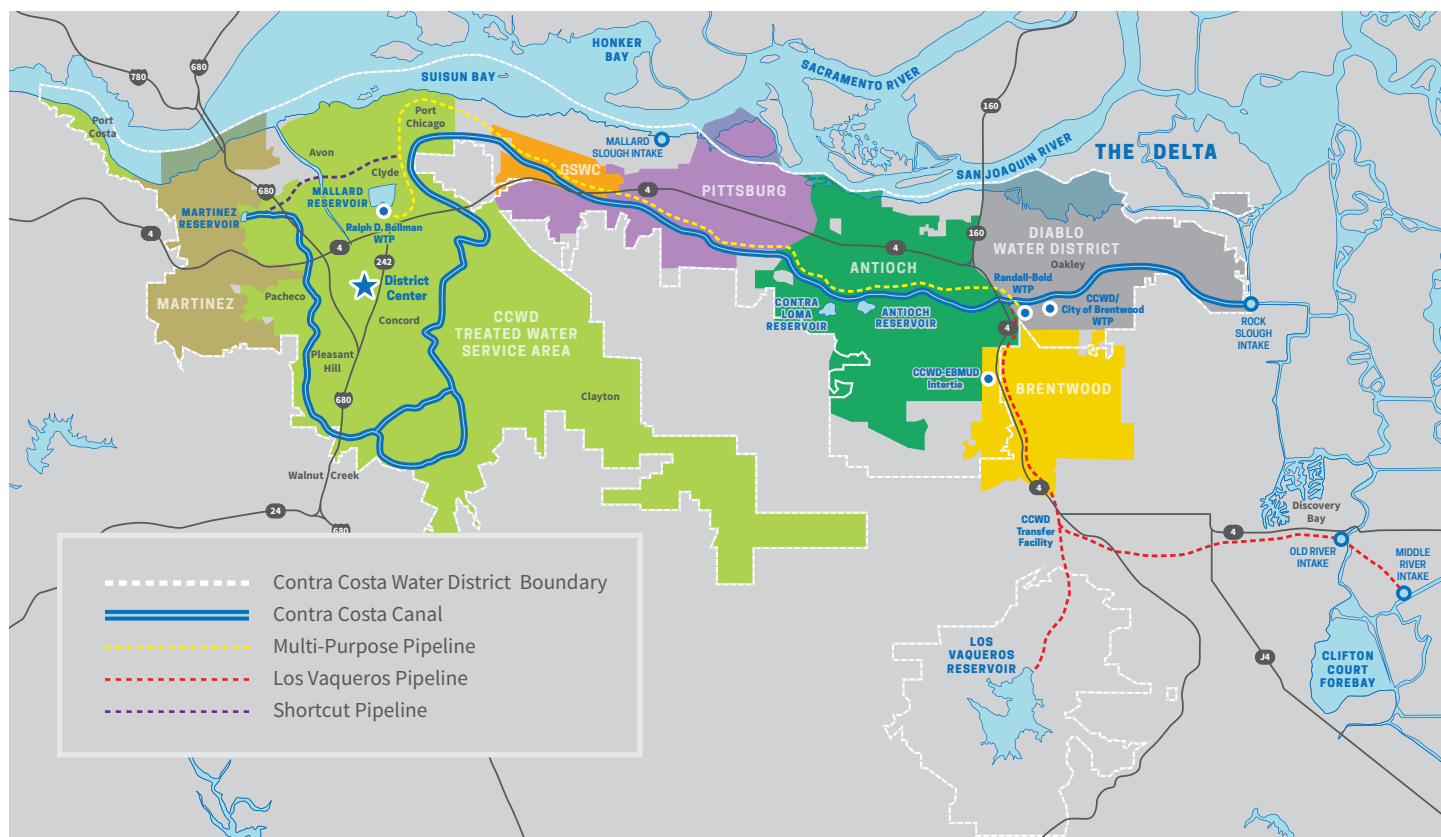 780
680
HONKER
BAY
SUISUN BAY
SACRAMENTO RIVER
160
Port
Costa
Port
Chicago
MALLARD
SLOUGH INTAKE
SAN JOAQUIN RIVER
THE DELTA
Avon
Clyde
GSWC
PITTSBURG
4
680
MALLARD
RESERVOIR
MARTINEZ
RESERVOIR
Ralph D. Bollman
WTP
4
4
242
160
4
DIABLO
WATER DISTRICT
Oakley
ANTIOCH
Randall-Bold
WTP
District
Center
MARTINEZ
Pacheco
Concord
CCWD
TREATED WATER
SERVICE AREA
CONTRA
LOMA
RESERVOIR
ANTIOCH
RESERVOIR
CCWD/
City of Brentwood
WTP
4
ROCK
SLOUGH
INTAKE
Pleasant
Hill
680
Clayton
CCWD-EBMUD
Intertie
BRENTWOOD
Walnut Creek
24
680
4
CCWD
Transfer
Facility
Discovery
Bay
4
OLD RIVER
INTAKE
MIDDLE
RIVER
INTAKE
LOS
VAQUEROS
RESERVOIR
J4
CLIFTON
COURT
FOREBAY
Contra Costa Water District Boundary
Contra Costa Canal
Multi-Purpose Pipeline
Los Vaqueros Pipeline
Shortcut Pipeline